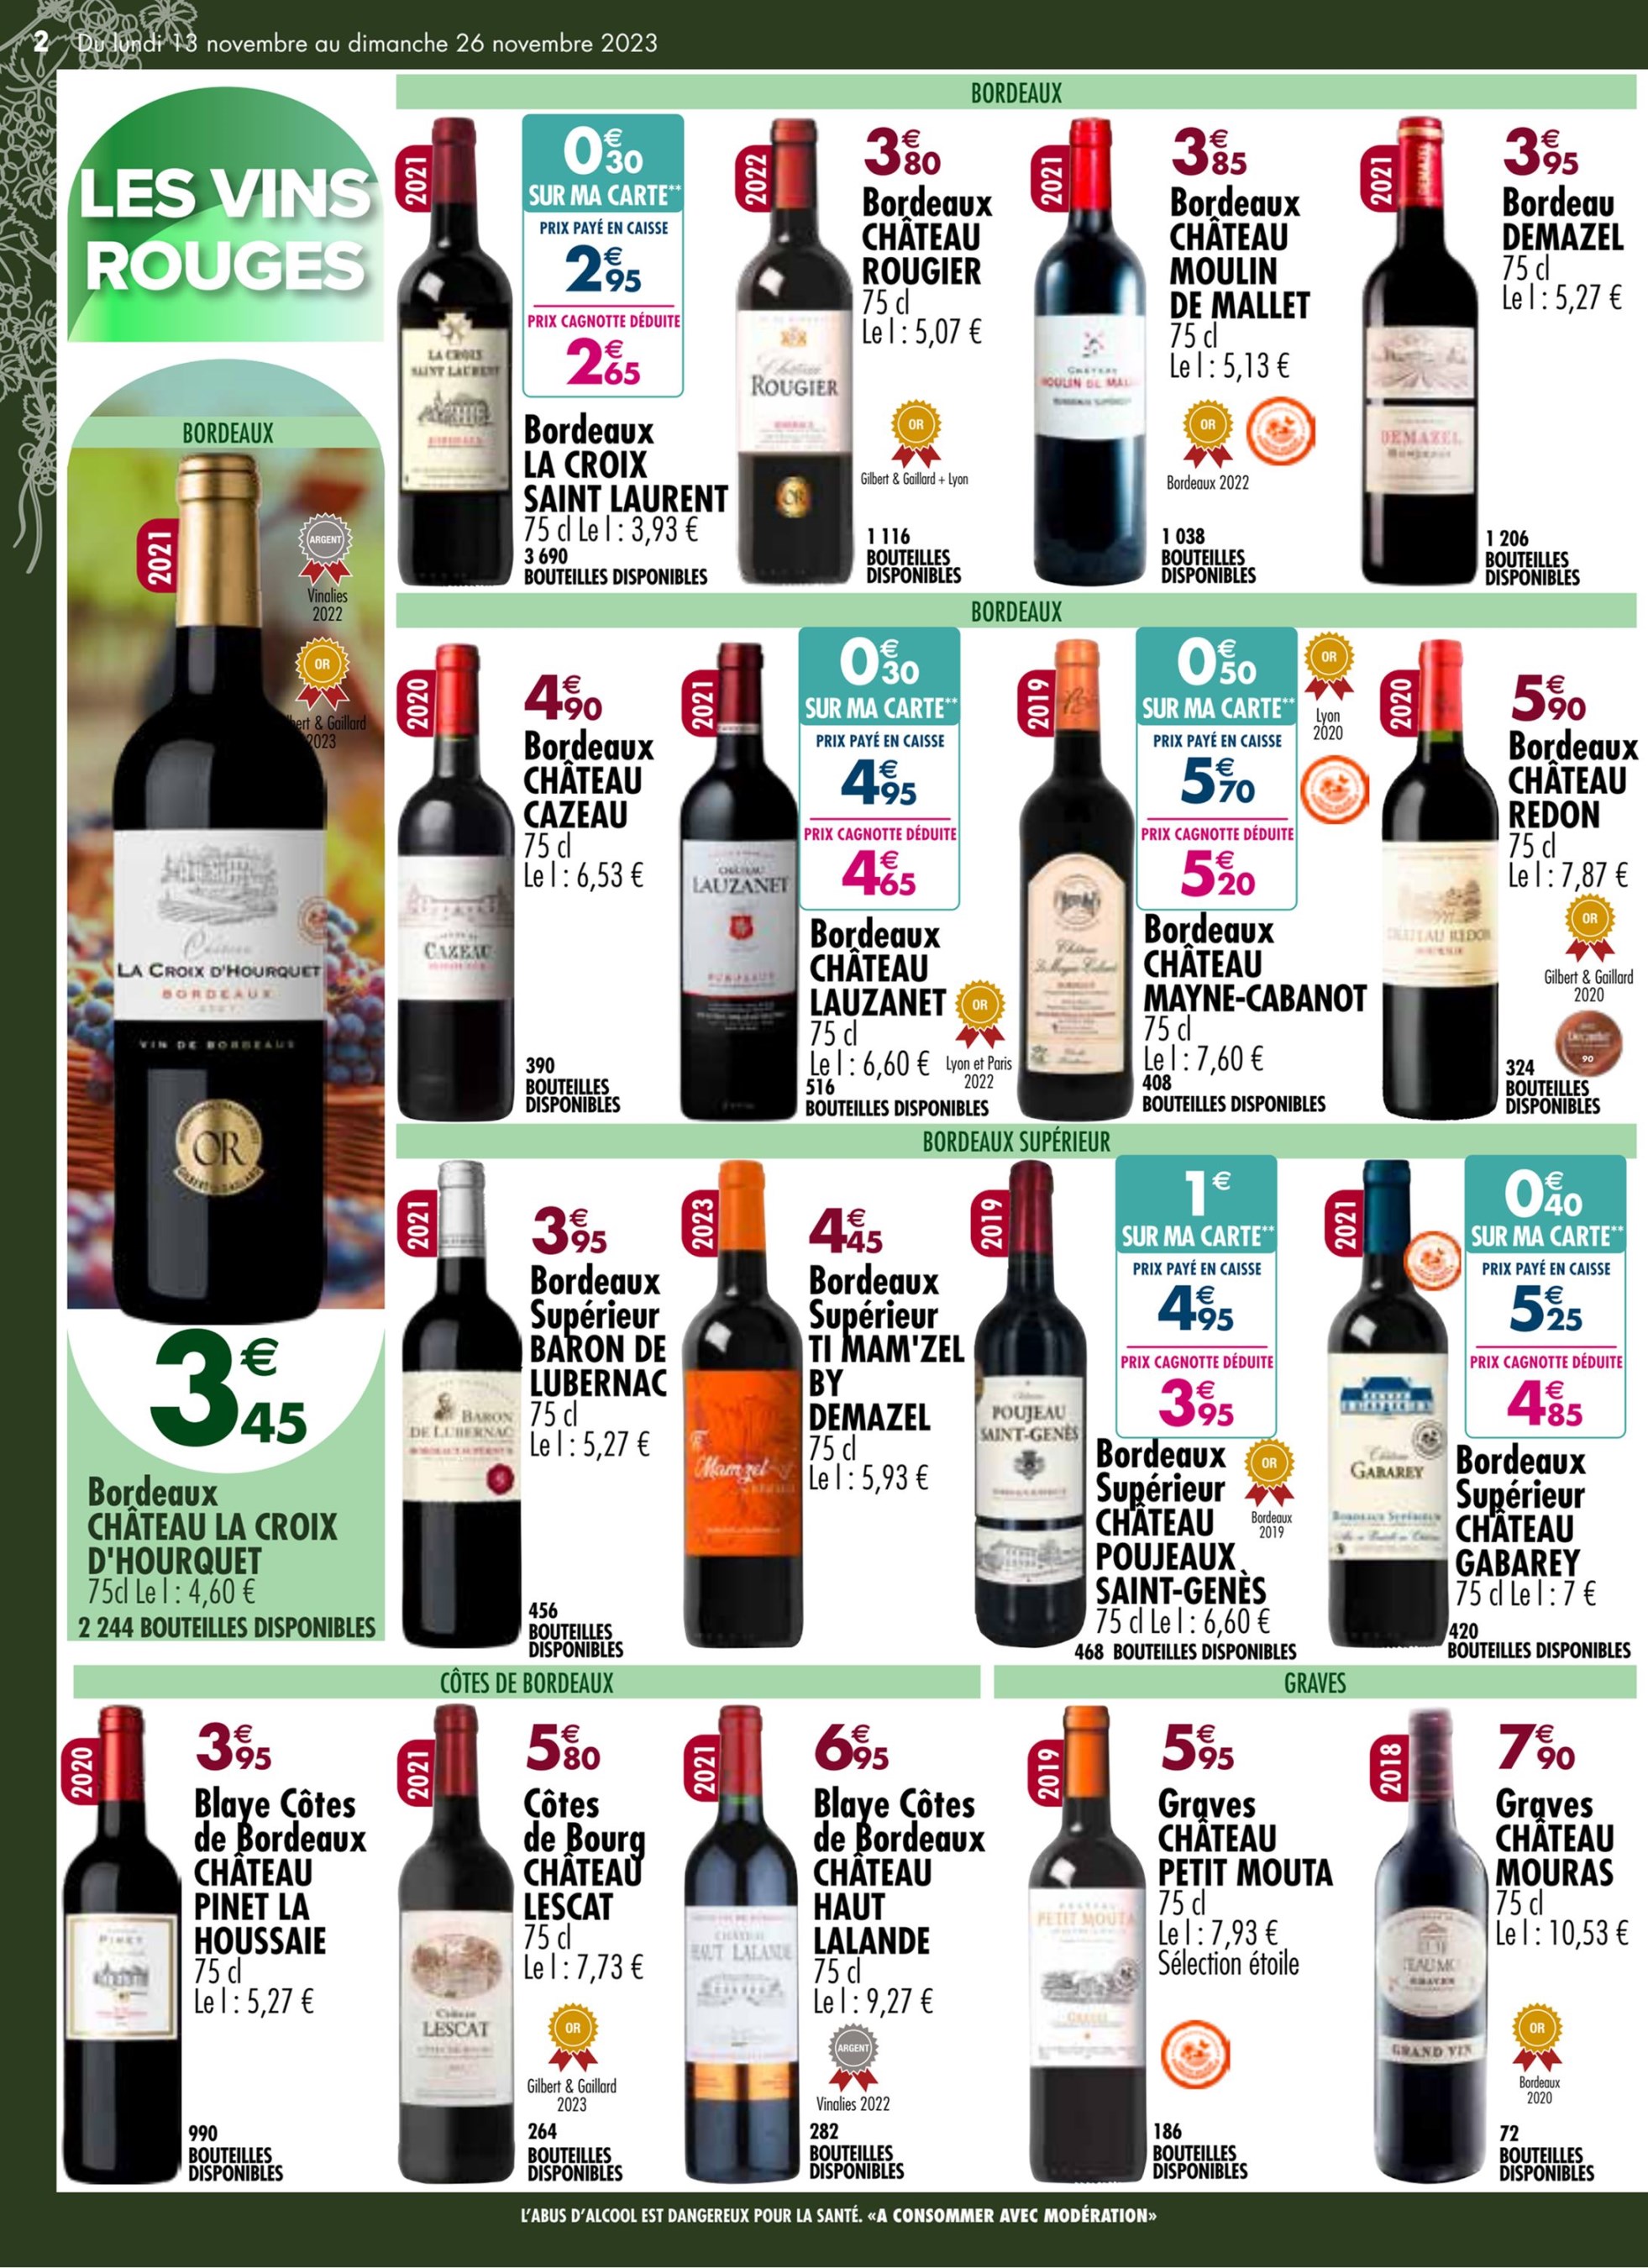 2 Du lundi 13 novembre au dimanche 26 novembre 2023
LES VINS
ROUGES
BORDEAUX
2021
ARGENT
Vinalies
2022
OR
& Gaillard
2023
LA CROIX D'HOURQUET
BORDEAUX
VIN DE BORDEAUX
OR
3€45
Bordeaux
CHÂTEAU LA CROIX
D'HOURQUET
75cl Le l : 4,60 €
2 244 BOUTEILLES DISPONIBLES
BORDEAUX
2021
LA CROIX
SAINT LAURENT
0€30
SUR MA CARTE**
PRIX PAYÉ EN CAISSE
2€95
PRIX CAGNOTTE DÉDUITE
2€65
Bordeaux
LA CROIX
SAINT LAURENT
75 cl Le l : 3,93 €
3 690
BOUTEILLES DISPONIBLES
2022
ROUGIER
OR
3€80
Bordeaux
CHÂTEAU
ROUGIER
75 cl
Le l : 5,07 €
OR
Gilbert & Gaillard + Lyon
1 116
BOUTEILLES
DISPONIBLES
2021
3€85
Bordeaux
CHÂTEAU
MOULIN
DE MALLET
75 cl
Le l : 5,13 €
OR
Bordeaux 2022
1 038
BOUTEILLES
DISPONIBLES
2021
DEMAZEL
BORDEAUX
3€95
Bordeau
DEMAZEL
75 cl
Le l : 5,27 €
1 206
BOUTEILLES
DISPONIBLES
BORDEAUX
2020
CAZEAU
4€90
Bordeaux
CHÂTEAU
CAZEAU
75 cl
Le l : 6,53 €
390
BOUTEILLES
DISPONIBLES
2021
CHÂTEAU
LAUZANET
BORDEAUX
0€30
SUR MA CARTE**
PRIX PAYÉ EN CAISSE
4€95
PRIX CAGNOTTE DÉDUITE
4€65
Bordeaux
CHÂTEAU
LAUZANET
75 cl
Le l : 6,60 €
OR
Lyon et Paris
2022
516
BOUTEILLES DISPONIBLES
2019
0€50
SUR MA CARTE**
PRIX PAYÉ EN CAISSE
5€70
PRIX CAGNOTTE DÉDUITE
5€20
OR
Lyon
2020
Bordeaux
CHÂTEAU
MAYNE-CABANOT
75 cl
Le l : 7,60 €
408
BOUTEILLES DISPONIBLES
2020
CHATEAU REDON
5€90
Bordeaux
CHÂTEAU
REDON
75 cl
Le l : 7,87 €
OR
Gilbert & Gaillard
2020
Decanter
90
324
BOUTEILLES
DISPONIBLES
BORDEAUX SUPÉRIEUR
2021
BARON
DE LUBERNAC
3€95
Bordeaux
Supérieur
BARON DE
LUBERNAC
75 cl
Le l : 5,27 €
456
BOUTEILLES
DISPONIBLES
2023
Mamzel
4€45
Bordeaux
Supérieur
TI MAM'ZEL
BY
DEMAZEL
75 cl
Le l : 5,93 €
2019
POUJEAU
SAINT-GENÈS
1€
SUR MA CARTE**
PRIX PAYÉ EN CAISSE
4€95
PRIX CAGNOTTE DÉDUITE
3€95
Bordeaux
Supérieur
CHÂTEAU
POUJEAUX
SAINT-GENÈS
75 cl Le l : 6,60 €
OR
Bordeaux
2019
468 BOUTEILLES DISPONIBLES
2021
Château
GABAREY
BORDEAUX SUPÉRIEUR
0€40
SUR MA CARTE**
PRIX PAYÉ EN CAISSE
5€25
PRIX CAGNOTTE DÉDUITE
4€85
Bordeaux
Supérieur
CHÂTEAU
GABAREY
75 cl Le l : 7 €
420
BOUTEILLES DISPONIBLES
CÔTES DE BORDEAUX
2020
PINET
3€95
Blaye Côtes
de Bordeaux
CHÂTEAU
PINET LA
HOUSSAIE
75 cl
Le l : 5,27 €
990
BOUTEILLES
DISPONIBLES
2021
Château
LESCAT
5€80
Côtes
de Bourg
CHÂTEAU
LESCAT
75 cl
Le l : 7,73 €
OR
Gilbert & Gaillard
2023
264
BOUTEILLES
DISPONIBLES
2021
HAUT LALANDE
6€95
Blaye Côtes
de Bordeaux
CHÂTEAU
HAUT
LALANDE
75 cl
Le l : 9,27 €
ARGENT
Vinalies 2022
282
BOUTEILLES
DISPONIBLES
GRAVES
2019
PETIT MOUTA
GRAVES
5€95
Graves
CHÂTEAU
PETIT MOUTA
75 cl
Le l : 7,93 €
Sélection étoile
186
BOUTEILLES
DISPONIBLES
2018
GRAVES
GRAND VIN
7€90
Graves
CHÂTEAU
MOURAS
75 cl
Le l : 10,53 €
OR
Bordeaux
2020
72
BOUTEILLES
DISPONIBLES
L'ABUS D'ALCOOL EST DANGEREUX POUR LA SANTÉ. «A CONSOMMER AVEC MODÉRATION»